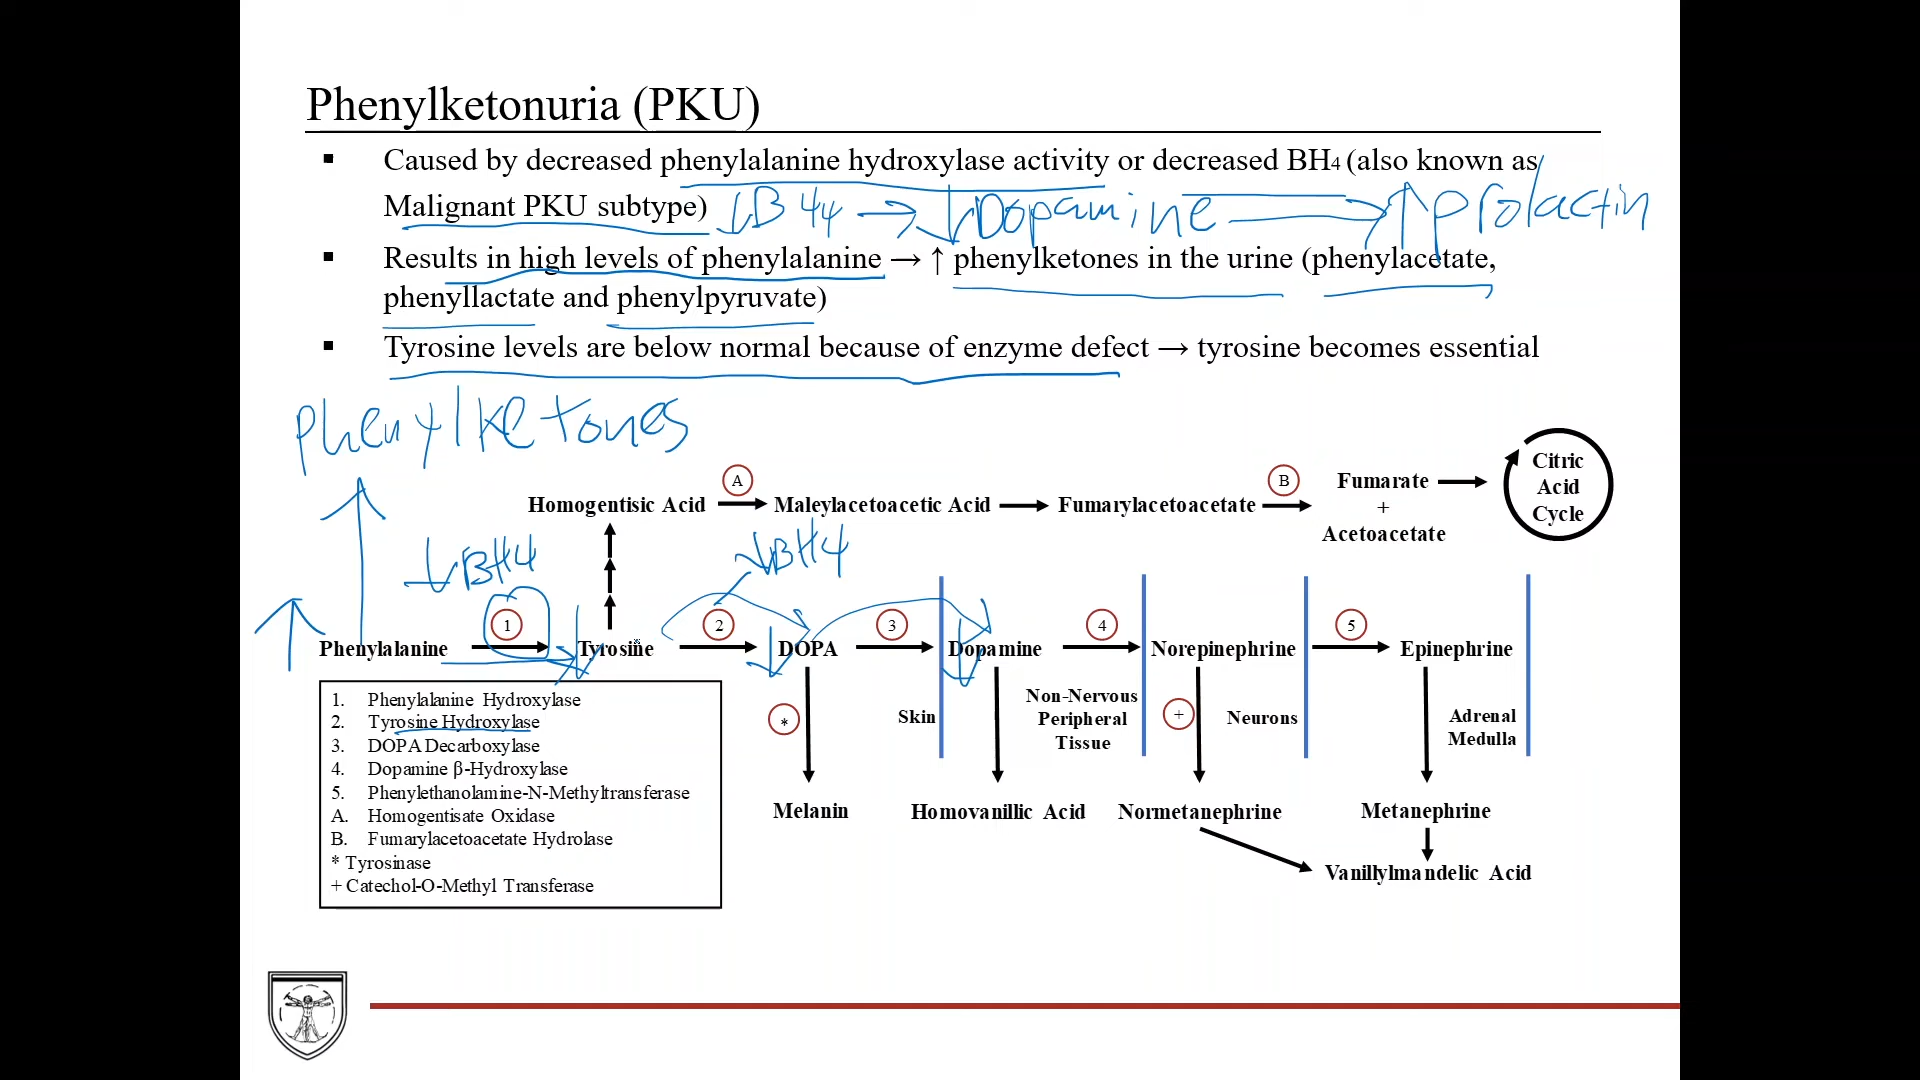 Phenylketonuria (PKU)
▪ Caused by decreased phenylalanine hydroxylase activity or decreased BH4 (also known as
Malignant PKU subtype) ↓B44 → ↓Dopamine → ↑prolactin
▪ Results in high levels of phenylalanine → ↑ phenylketones in the urine (phenylacetate,
phenyllactate and phenylpyruvate)
▪ Tyrosine levels are below normal because of enzyme defect → tyrosine becomes essential
phenylketones
Homogentisic Acid
A
Maleylacetoacetic Acid
Fumarylacetoacetate
B
Fumarate
+
Acetoacetate
Citric
Acid
Cycle
↓BH4
↓BH4
Phenylalanine
1
Tyrosine
2
DOPA
3
Dopamine
4
Norepinephrine
5
Epinephrine
1. Phenylalanine Hydroxylase
2. Tyrosine Hydroxylase
3. DOPA Decarboxylase
4. Dopamine β-Hydroxylase
5. Phenylethanolamine-N-Methyltransferase
A. Homogentisate Oxidase
B. Fumarylacetoacetate Hydrolase
* Tyrosinase
+ Catechol-O-Methyl Transferase
*
Skin
Non-Nervous
Peripheral
Tissue
+
Neurons
Adrenal
Medulla
Melanin
Homovanillic Acid
Normetanephrine
Metanephrine
Vanillylmandelic Acid